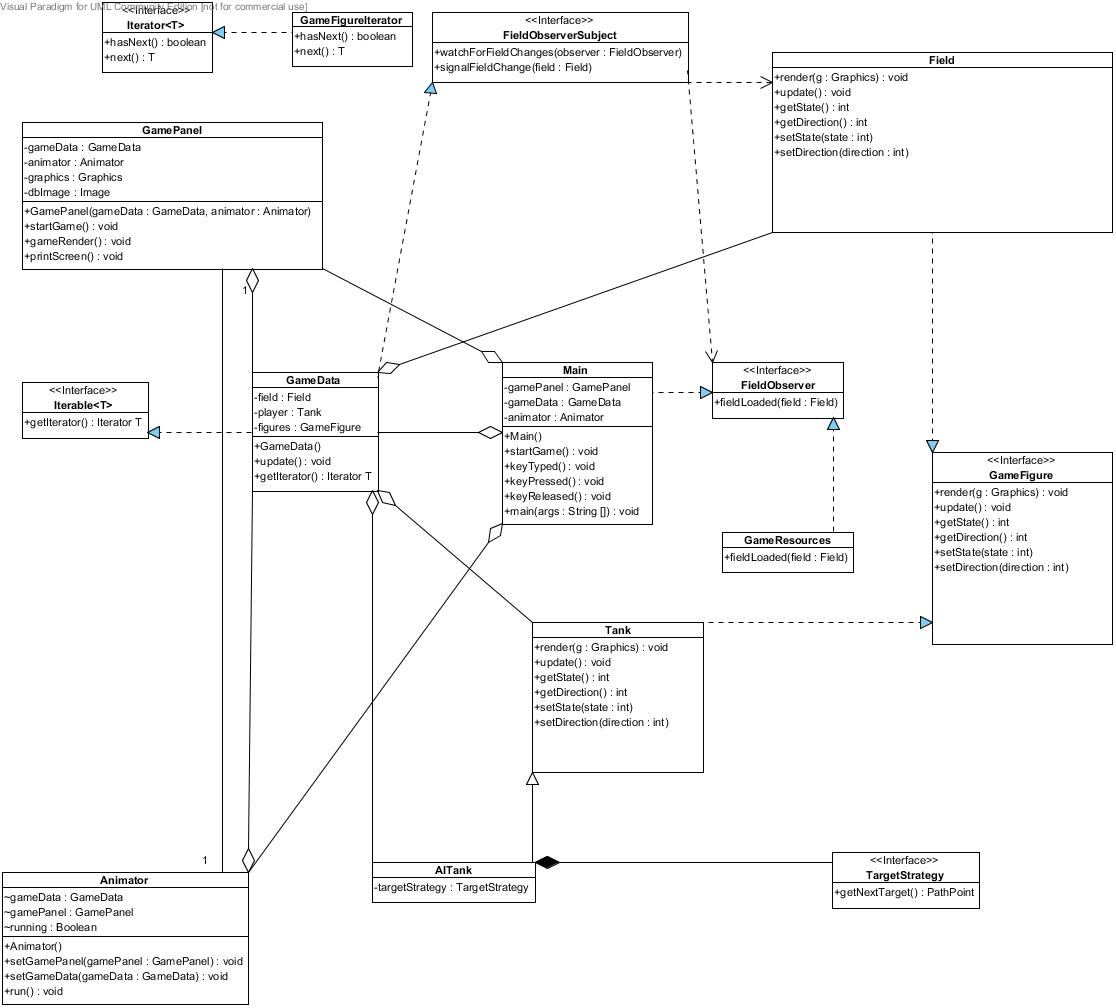 Visual Paradigm for UML Community Edition [not for commercial use]
<<Interface>>
Iterator<T>
+hasNext() : boolean
+next() : T
GameFigureIterator
+hasNext() : boolean
+next() : T
<<Interface>>
FieldObserverSubject
+watchForFieldChanges(observer : FieldObserver)
+signalFieldChange(field : Field)
Field
+render(g : Graphics) : void
+update() : void
+getState() : int
+getDirection() : int
+setState(state : int)
+setDirection(direction : int)
GamePanel
-gameData : GameData
-animator : Animator
-graphics : Graphics
-dbImage : Image
+GamePanel(gameData : GameData, animator : Animator)
+startGame() : void
+gameRender() : void
+printScreen() : void
1
<<Interface>>
Iterable<T>
+getIterator() : Iterator T
GameData
-field : Field
-player : Tank
-figures : GameFigure
+GameData()
+update() : void
+getIterator() : Iterator T
Main
-gamePanel : GamePanel
-gameData : GameData
-animator : Animator
+Main()
+startGame() : void
+keyTyped() : void
+keyPressed() : void
+keyReleased() : void
+main(args : String []) : void
<<Interface>>
FieldObserver
+fieldLoaded(field : Field)
GameResources
+fieldLoaded(field : Field)
<<Interface>>
GameFigure
+render(g : Graphics) : void
+update() : void
+getState() : int
+getDirection() : int
+setState(state : int)
+setDirection(direction : int)
Tank
+render(g : Graphics) : void
+update() : void
+getState() : int
+getDirection() : int
+setState(state : int)
+setDirection(direction : int)
1
Animator
~gameData : GameData
~gamePanel : GamePanel
~running : Boolean
+Animator()
+setGamePanel(gamePanel : GamePanel) : void
+setGameData(gameData : GameData) : void
+run() : void
AITank
-targetStrategy : TargetStrategy
<<Interface>>
TargetStrategy
+getNextTarget() : PathPoint